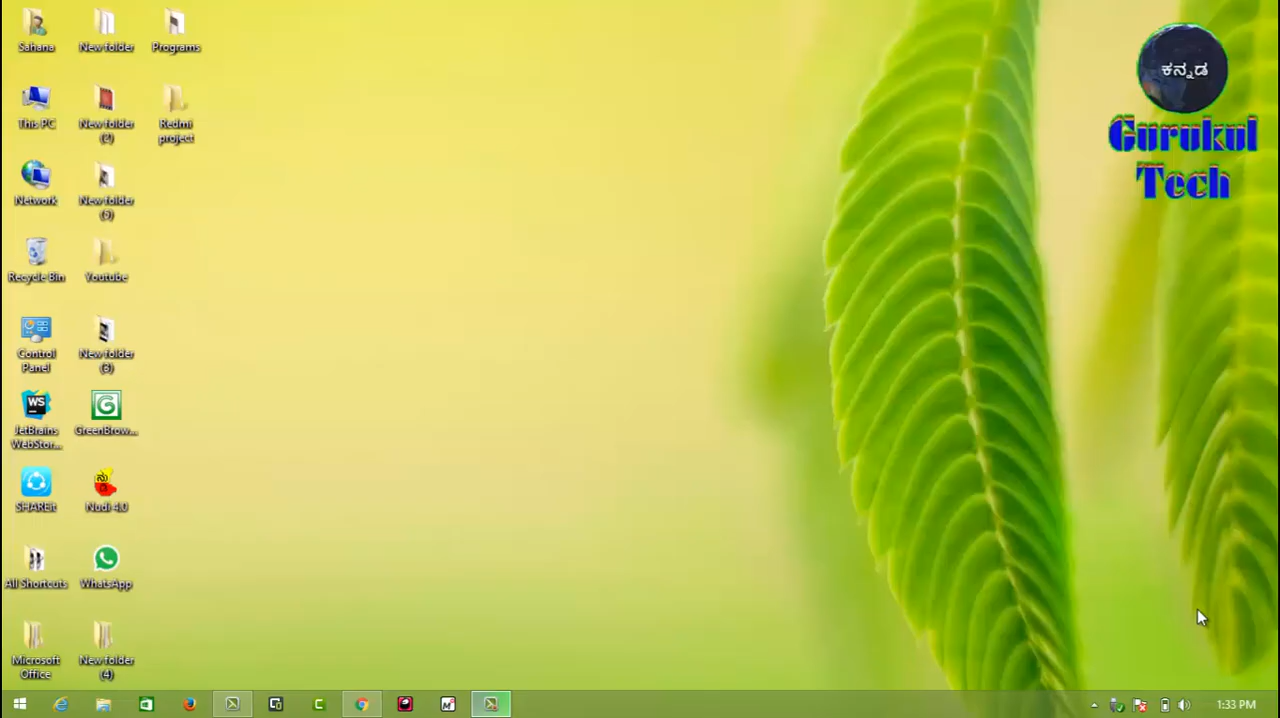 Sahana
New folder
Programs
ಕನ್ನಡ
Gurukul
Tech
This PC
New folder
(2)
Redmi
project
Network
New folder
(5)
Recycle Bin
Youtube
Control
Panel
New folder
(3)
WS
JetBrains
WebStor...
G
GreenBrow...
SHAREit
Nudi 4.0
All Shortcuts
WhatsApp
Microsoft
Office
New folder
(4)
1:33 PM